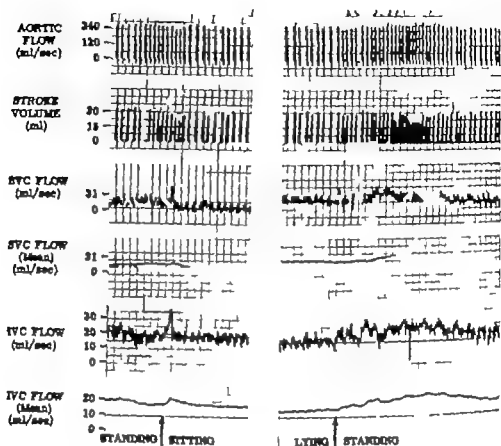 AORTIC
FLOW
(ml/sec)
240
120
0
STROKE
VOLUME
(ml)
20
15
0
SVC FLOW
(ml/sec)
31
0
SVC FLOW
(Mean)
(ml/sec)
31
0
IVC FLOW
(ml/sec)
30
20
10
0
IVC FLOW
(Mean)
(ml/sec)
20
10
0
STANDING SITTING
LYING STANDING